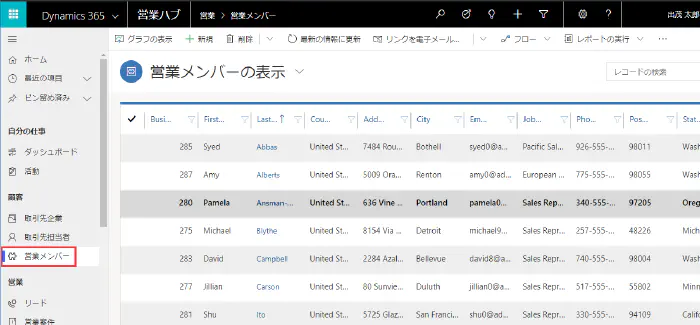 Dynamics 365 営業ハブ 営業 > 営業メンバー 出茂 太郎
グラフの表示 + 新規 削除 最新の情報に更新 リンクを電子メール... フロー レポートの実行 ...
ホーム
最近の項目
ピン留め済み
自分の仕事
ダッシュボード
活動
顧客
取引先企業
取引先担当者
営業メンバー
営業
リード
営業案件
営業メンバーの表示 レコードの検索
Busi... First... Last... ↑ Cou... Add... City Em... Job... Pho... Pos... Stat...
285 Syed Abbas United St... 7484 Rou... Bothell syed0@a... Pacific Sal... 926-555-... 98011 Wash
287 Amy Alberts United St... 5009 Ora... Renton amy0@ad... European ... 775-555-... 98055 Wash
280 Pamela Ansman-... United St... 636 Vine ... Portland pamela0... Sales Rep... 340-555-... 97205 Oreg
275 Michael Blythe United St... 8154 Via ... Detroit michael9... Sales Repr... 257-555-... 48226 Mich
283 David Campbell United St... 2284 Azal... Bellevue david8@a... Sales Repr... 740-555-... 98004 Wash
277 Jillian Carson United St... 80 Sunvie... Duluth jillian0@a... Sales Repr... 517-555-... 55802 Minn
281 Shu Ito United St... 5725 Glaz... San Franci... shu0@ad... Sales Repr... 330-555-... 94109 Califo